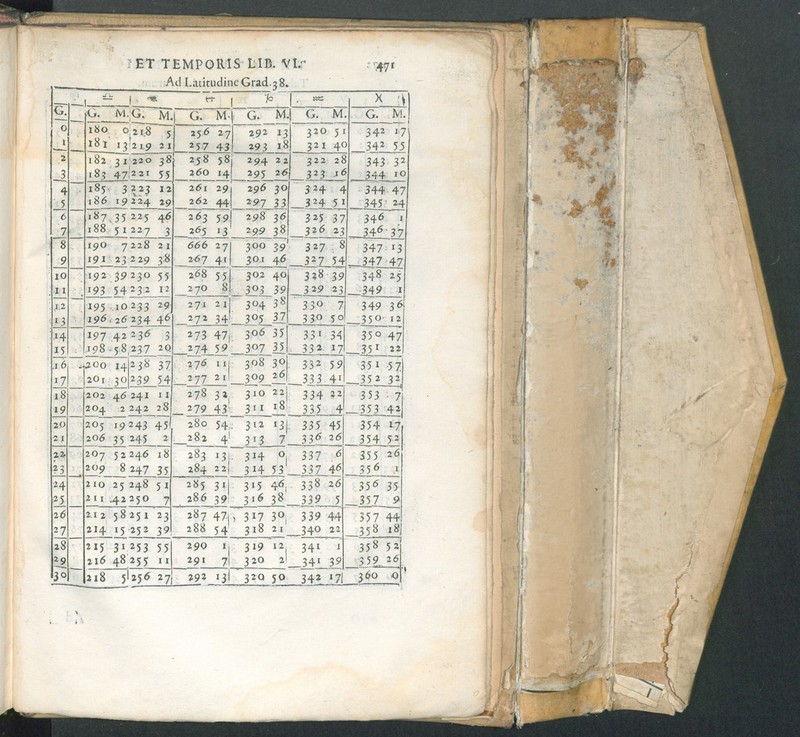 ET TEMPORIS LIB. VI. 471
Ad Latitudine Grad. 38.
♎ ♏ ♐ ♑ ♒ ♓
G. G. M. G. M. G. M. G. M. G. M. G. M.
0 180 0 218 5 256 27 292 13 320 51 342 17
1 181 13 219 21 257 43 293 18 321 40 342 55
2 182 31 220 38 258 58 294 22 322 28 343 32
3 183 47 221 55 260 14 295 26 323 16 344 10
4 185 3 223 12 261 29 296 30 324 4 344 47
5 186 19 224 29 262 44 297 33 324 51 345 24
6 187 35 225 46 263 59 298 36 325 37 346 1
7 188 51 227 3 265 13 299 38 326 23 346 37
8 190 7 228 21 666 27 300 39 327 8 347 13
9 191 23 229 38 267 41 301 46 327 54 347 47
10 192 39 230 55 268 55 302 40 328 39 348 25
11 193 54 232 12 270 8 303 39 329 23 349 1
12 195 10 233 29 271 21 304 38 330 7 349 36
13 196 26 234 46 272 34 305 37 330 50 350 12
14 197 42 236 3 273 47 306 35 331 34 350 47
15 198 58 237 20 274 59 307 35 332 17 351 22
16 200 14 238 37 276 11 308 30 332 59 351 57
17 201 30 239 54 277 21 309 26 333 41 352 32
18 202 46 241 11 278 32 310 22 334 22 353 7
19 204 2 242 28 279 43 311 18 335 4 353 42
20 205 19 243 45 280 54 312 13 335 45 354 17
21 206 35 245 2 282 4 313 7 336 26 354 52
22 207 52 246 18 283 13 314 0 337 6 355 26
23 209 8 247 35 284 22 314 53 337 46 356 1
24 210 25 248 51 285 31 315 46 338 26 356 35
25 211 42 250 7 286 39 316 38 339 5 357 9
26 212 58 251 23 287 47 317 30 339 44 357 44
27 214 15 252 39 288 54 318 21 340 22 358 18
28 215 31 253 55 290 1 319 12 341 1 358 52
29 216 48 255 11 291 7 320 2 341 39 359 26
30 218 5 256 27 292 13 320 50 342 17 360 0